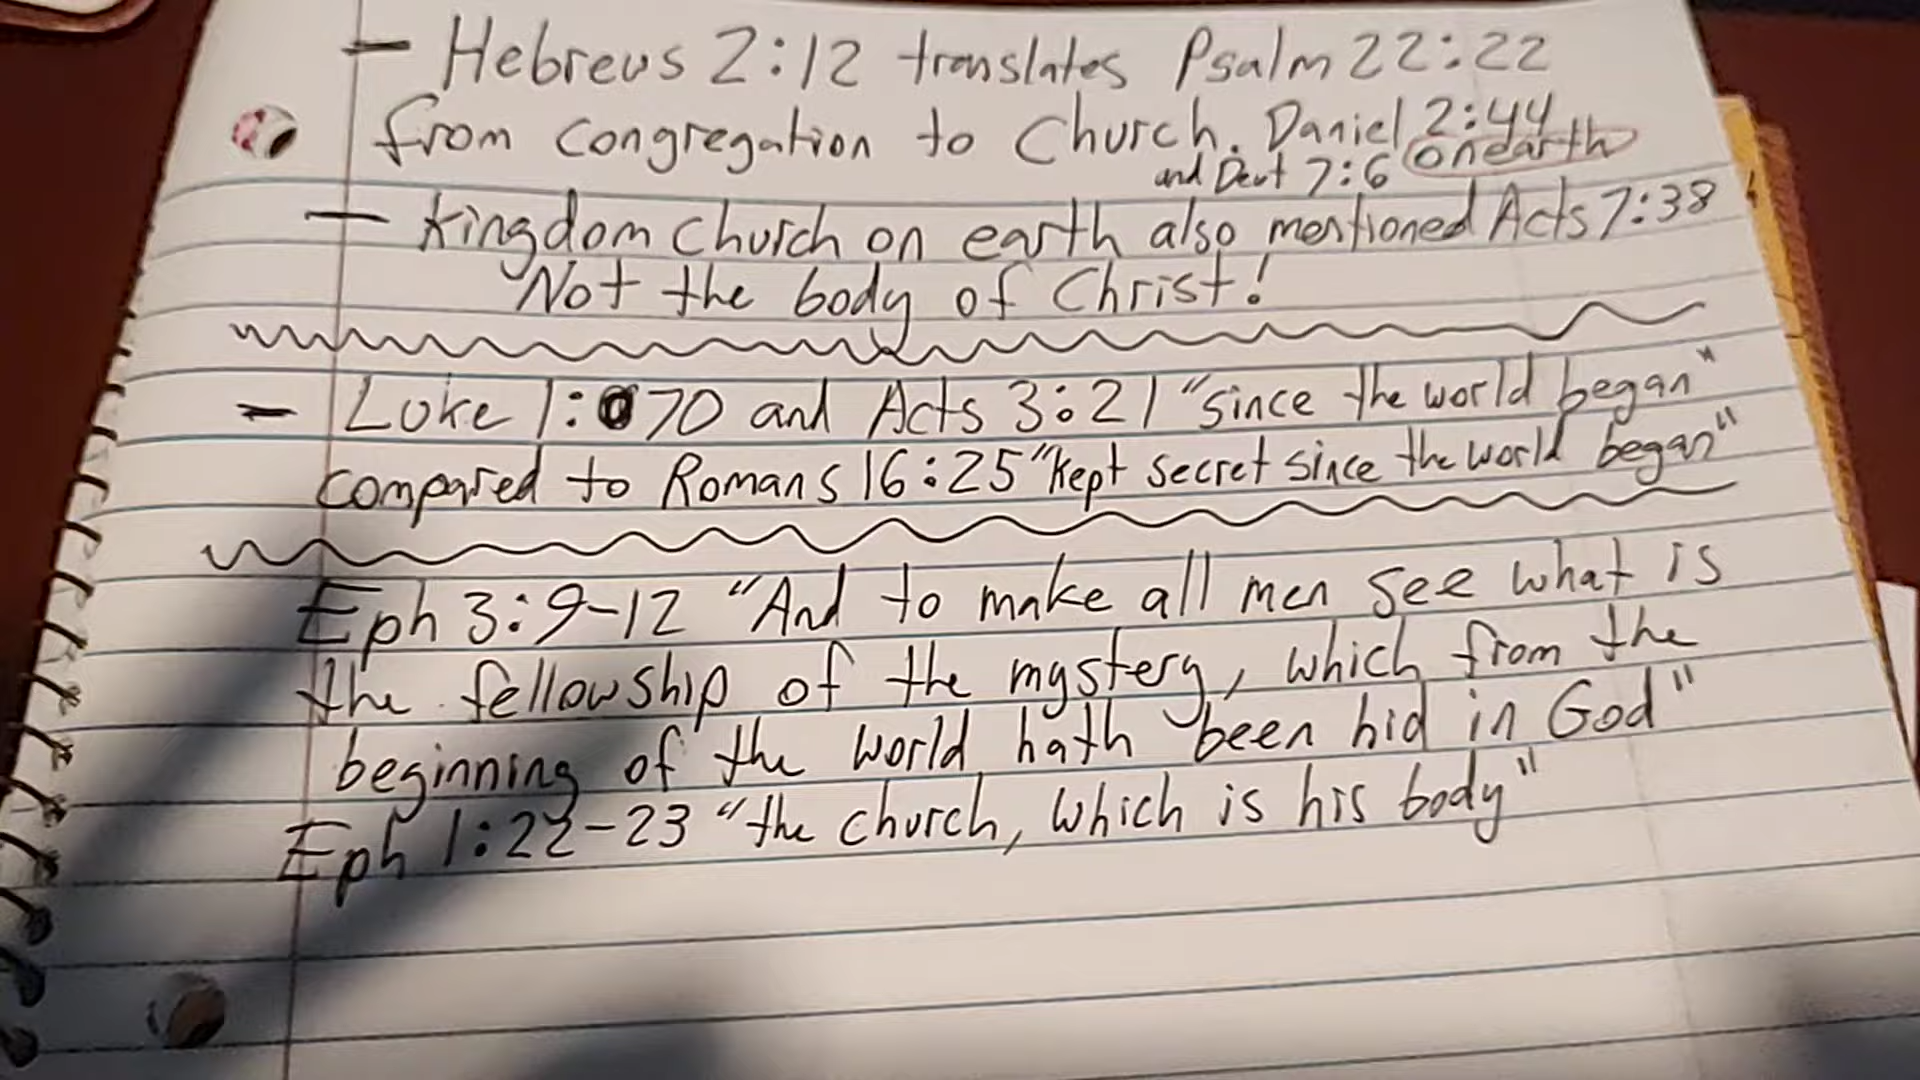 - Hebrews 2:12 translates Psalm 22:22
from congregation to Church. Daniel 2:44
and Deut 7:6 on earth
- Kingdom church on earth also mentioned Acts 7:38
Not the body of Christ!
- Luke 1:70 and Acts 3:21 "since the world began"
compared to Romans 16:25 "kept secret since the world began"
Eph 3:9-12 "And to make all men see what is
the fellowship of the mystery, which from the
beginning of the world hath been hid in God"
Eph 1:22-23 "the church, which is his body"